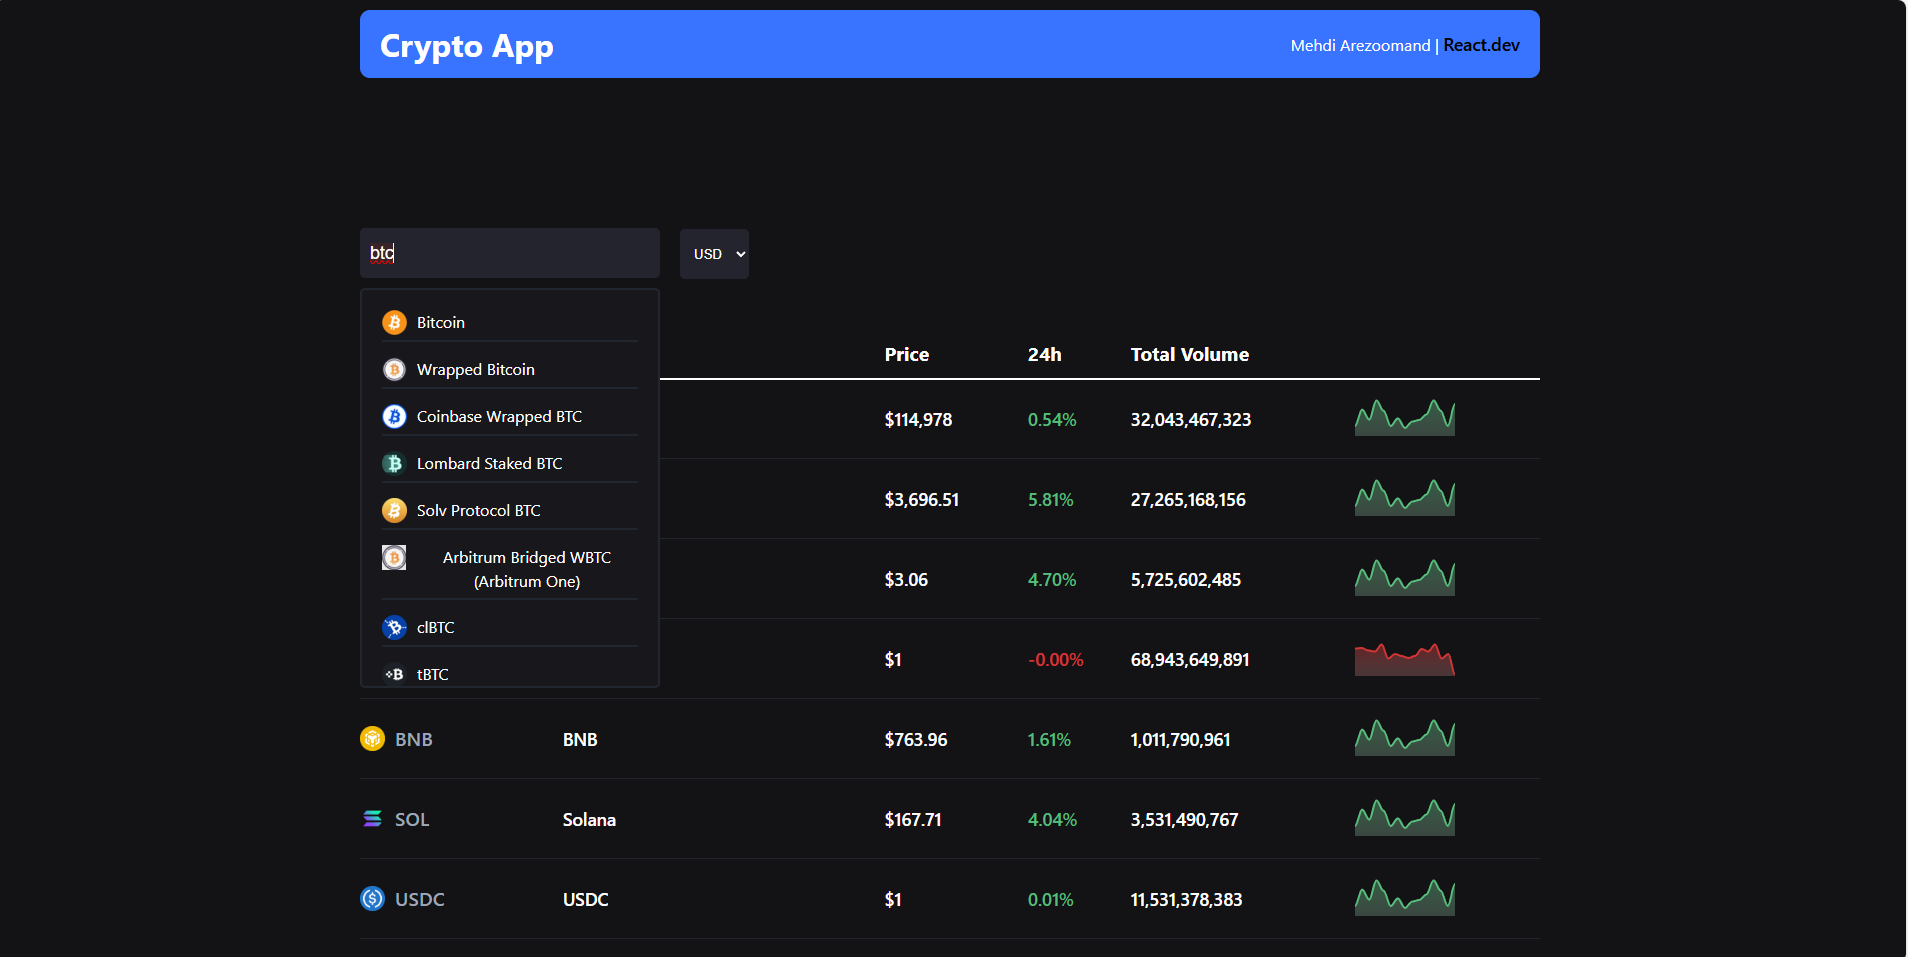 Crypto App
Mehdi Arezoomand | React.dev
btc
USD
Bitcoin
Wrapped Bitcoin
Coinbase Wrapped BTC
Lombard Staked BTC
Solv Protocol BTC
Arbitrum Bridged WBTC
(Arbitrum One)
clBTC
tBTC
Price 24h Total Volume
$114,978 0.54% 32,043,467,323
$3,696.51 5.81% 27,265,168,156
$3.06 4.70% 5,725,602,485
$1 -0.00% 68,943,649,891
BNB BNB $763.96 1.61% 1,011,790,961
SOL Solana $167.71 4.04% 3,531,490,767
USDC USDC $1 0.01% 11,531,378,383